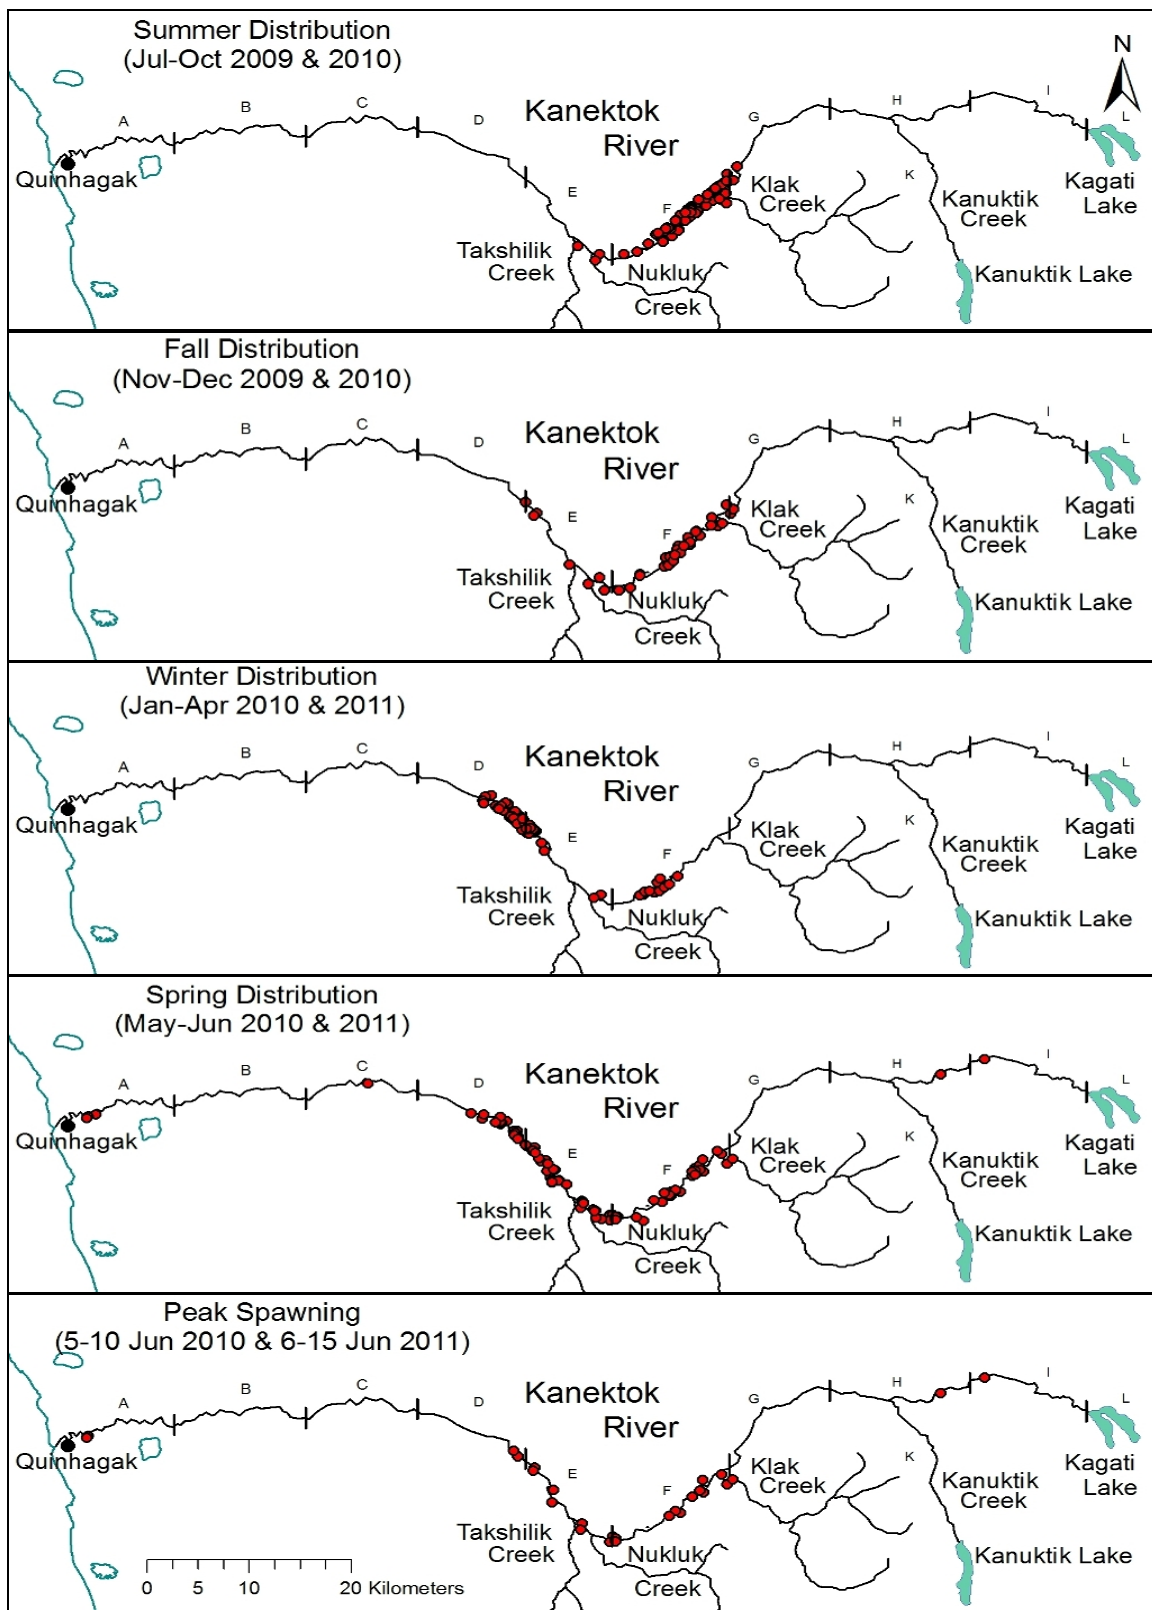 Summer Distribution
(Jul-Oct 2009 & 2010)
N
A B C D Kanektok River G H I L
Quinhagak
E F Klak Creek K Kanuktik Creek Kagati Lake
Takshilik Creek Nukluk Creek Kanuktik Lake
Fall Distribution
(Nov-Dec 2009 & 2010)
A B C D Kanektok River G H I L
Quinhagak
E F Klak Creek K Kanuktik Creek Kagati Lake
Takshilik Creek Nukluk Creek Kanuktik Lake
Winter Distribution
(Jan-Apr 2010 & 2011)
A B C D Kanektok River G H I L
Quinhagak
E F Klak Creek K Kanuktik Creek Kagati Lake
Takshilik Creek Nukluk Creek Kanuktik Lake
Spring Distribution
(May-Jun 2010 & 2011)
A B C D Kanektok River G H I L
Quinhagak
E F Klak Creek K Kanuktik Creek Kagati Lake
Takshilik Creek Nukluk Creek Kanuktik Lake
Peak Spawning
(5-10 Jun 2010 & 6-15 Jun 2011)
A B C D Kanektok River G H I L
Quinhagak
E F Klak Creek K Kanuktik Creek Kagati Lake
Takshilik Creek Nukluk Creek Kanuktik Lake
0 5 10 20 Kilometers